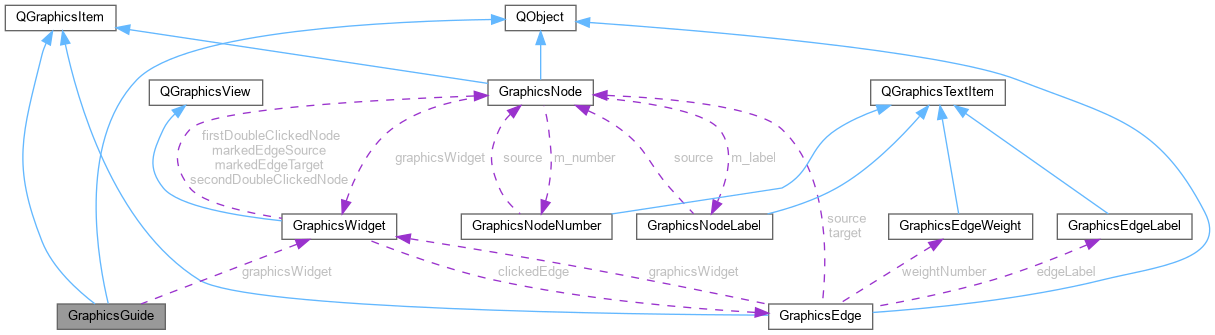 QGraphicsItem
QObject
QGraphicsView
GraphicsNode
QGraphicsTextItem
firstDoubleClickedNode
markedEdgeSource
markedEdgeTarget
secondDoubleClickedNode
graphicsWidget
source
m_number
source
m_label
GraphicsWidget
GraphicsNodeNumber
GraphicsNodeLabel
source
target
GraphicsEdgeWeight
GraphicsEdgeLabel
graphicsWidget
clickedEdge
graphicsWidget
weightNumber
edgeLabel
GraphicsGuide
GraphicsEdge